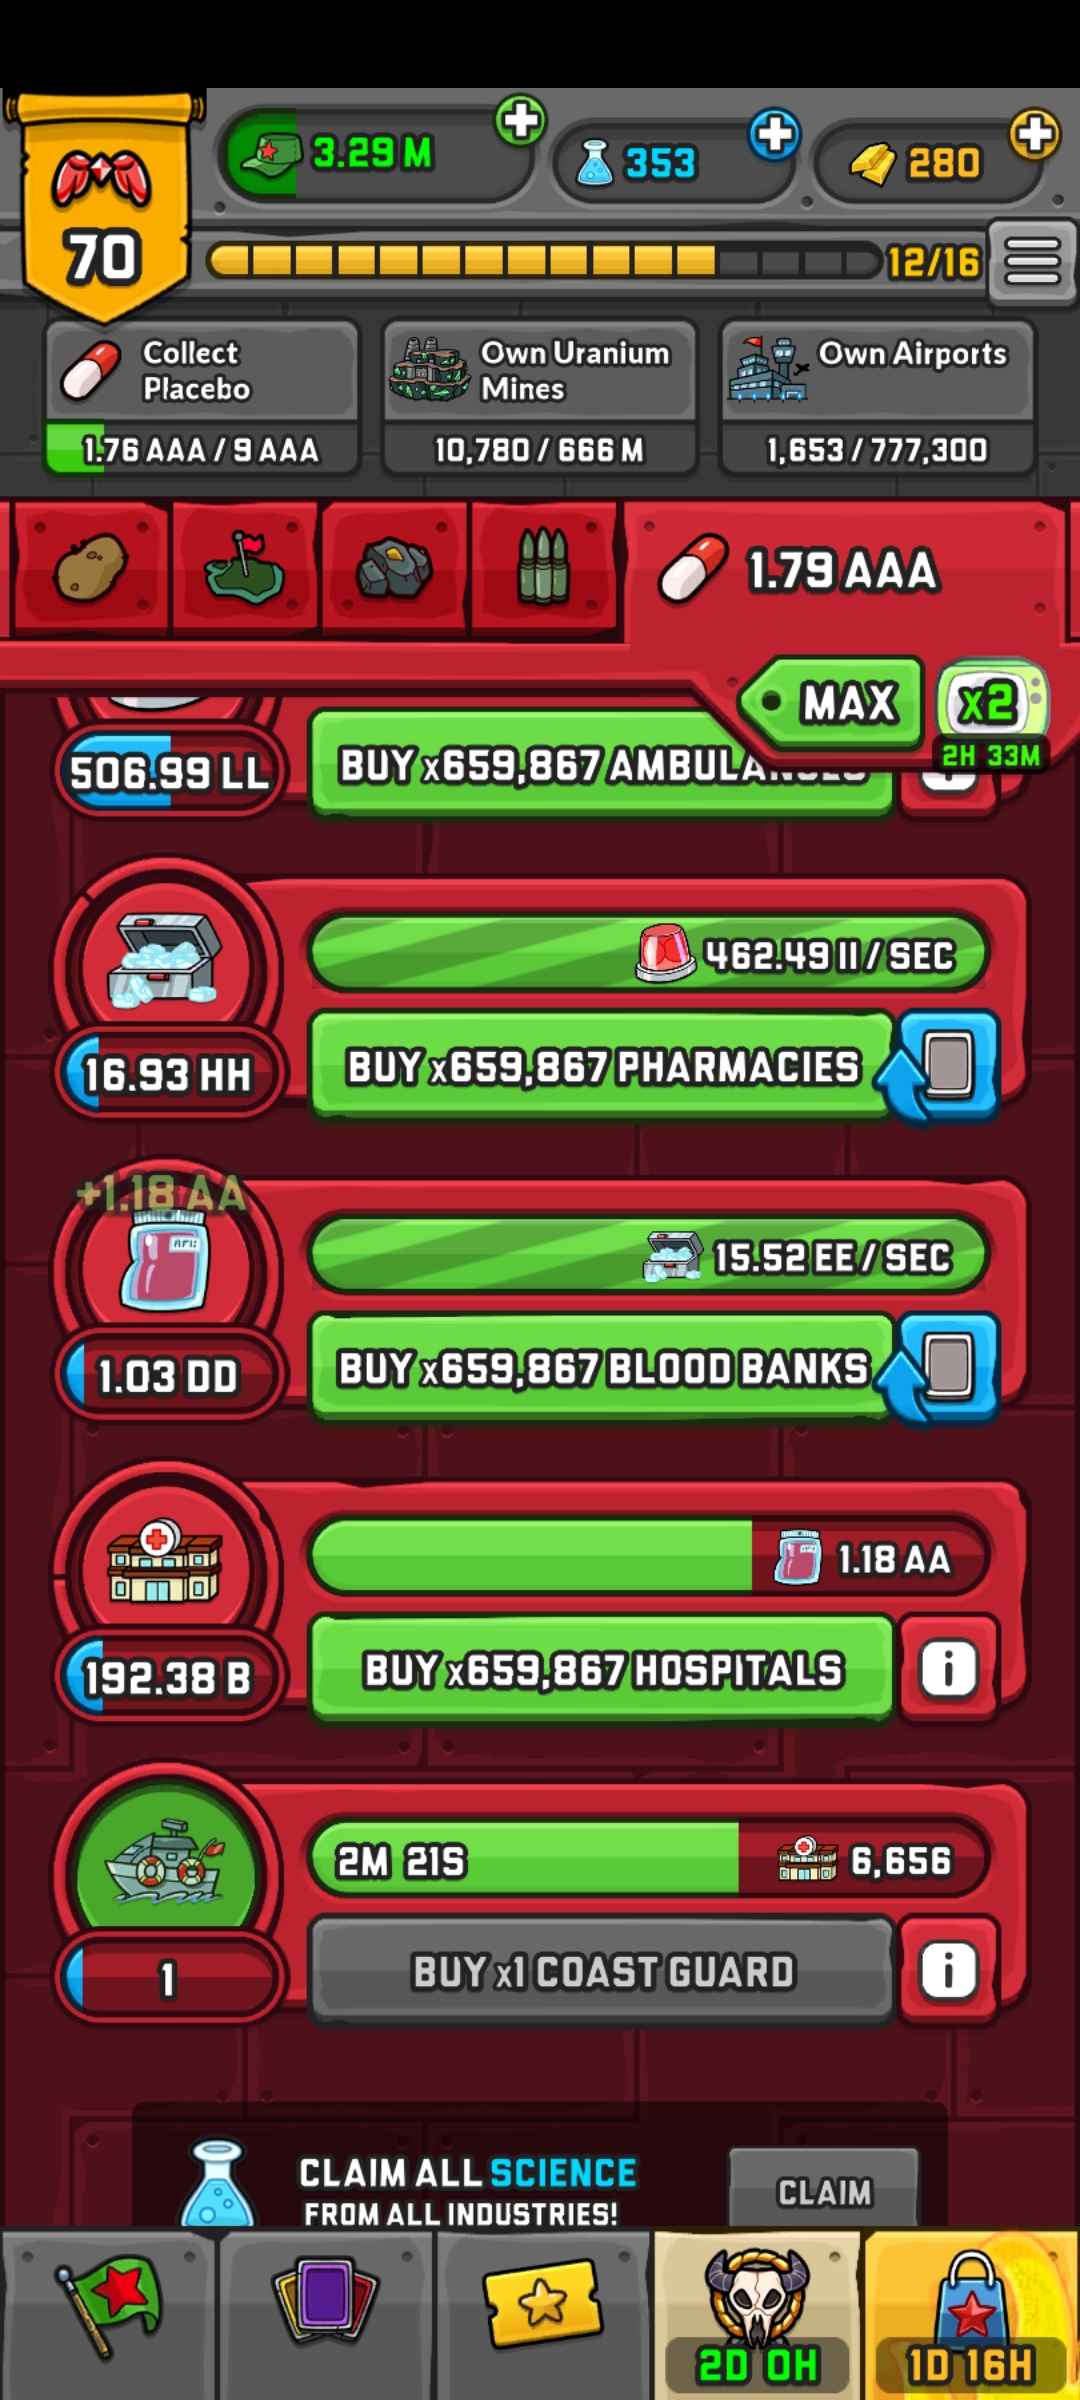 3.29 M
353
280
70
12/16
Collect
Placebo
Own Uranium
Mines
Own Airports
1.76 AAA / 9 AAA
10,780 / 666 M
1,653 / 777,300
1.79 AAA
MAX
x2
2H 33M
506.99 LL
BUY x659,867 AMBULANCES
462.49 II / SEC
16.93 HH
BUY x659,867 PHARMACIES
+1.18 AA
15.52 EE / SEC
1.03 DD
BUY x659,867 BLOOD BANKS
1.18 AA
192.38 B
BUY x659,867 HOSPITALS
2M 21S
6,656
1
BUY x1 COAST GUARD
CLAIM ALL SCIENCE
FROM ALL INDUSTRIES!
CLAIM
2D 0H
1D 16H